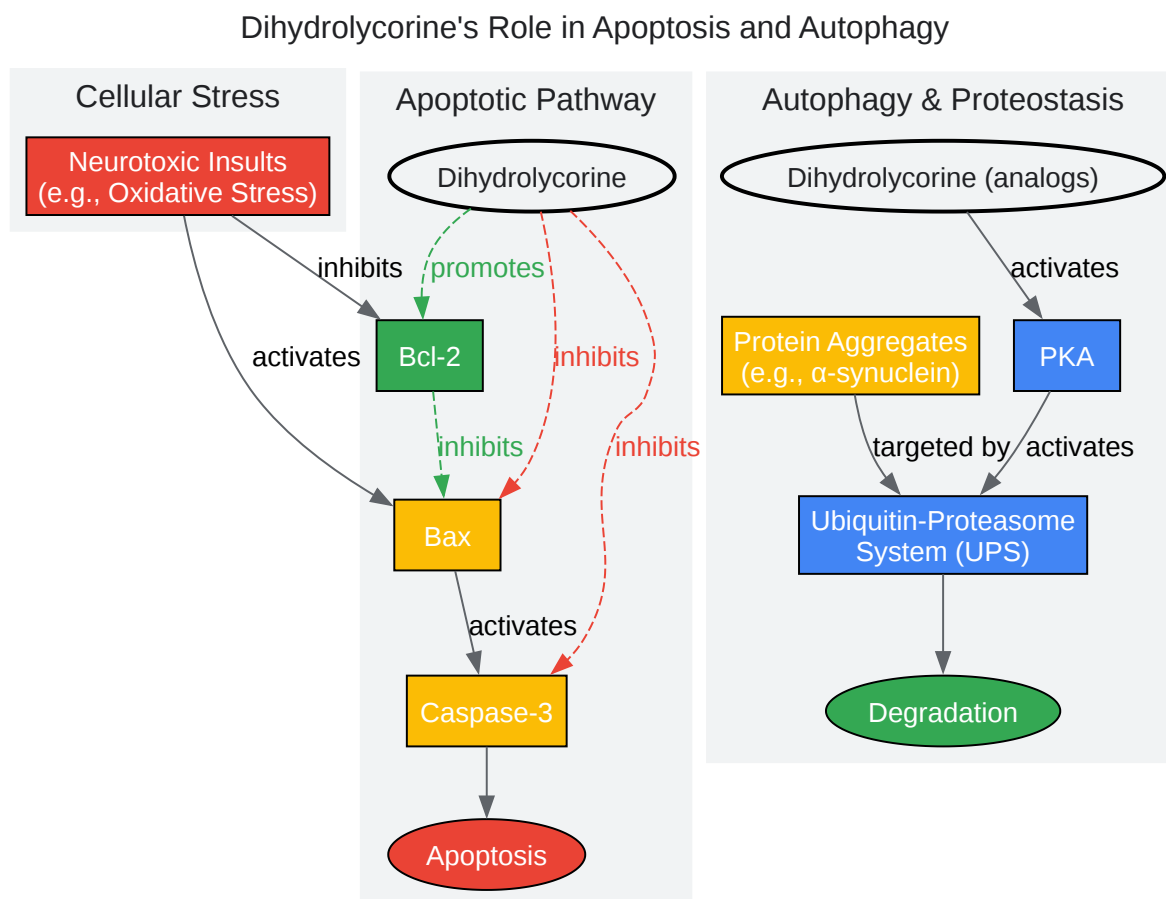 Dihydrolycorine's Role in Apoptosis and Autophagy
Cellular Stress
Neurotoxic Insults
(e.g., Oxidative Stress)
Apoptotic Pathway
Dihydrolycorine
inhibits
promotes
activates
Bcl-2
inhibits
inhibits
inhibits
Bax
activates
Caspase-3
Apoptosis
Autophagy & Proteostasis
Dihydrolycorine (analogs)
activates
Protein Aggregates
(e.g., α-synuclein)
PKA
targeted by
activates
Ubiquitin-Proteasome
System (UPS)
Degradation